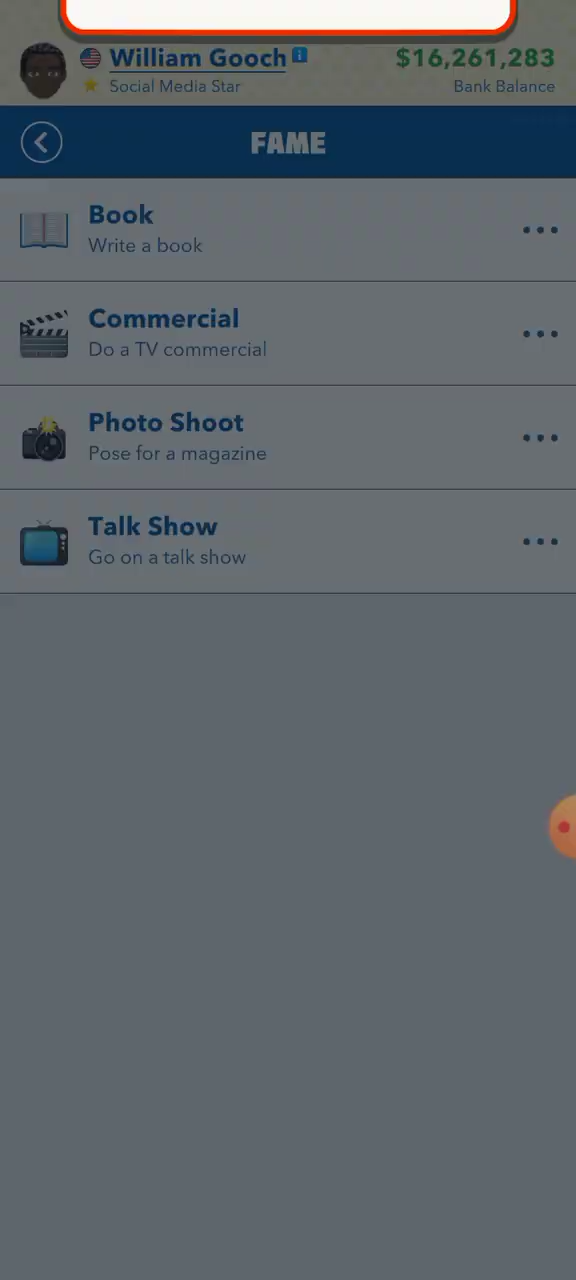 William Gooch
$16,261,283
Social Media Star
Bank Balance
FAME
Book
Write a book
Commercial
Do a TV commercial
Photo Shoot
Pose for a magazine
Talk Show
Go on a talk show